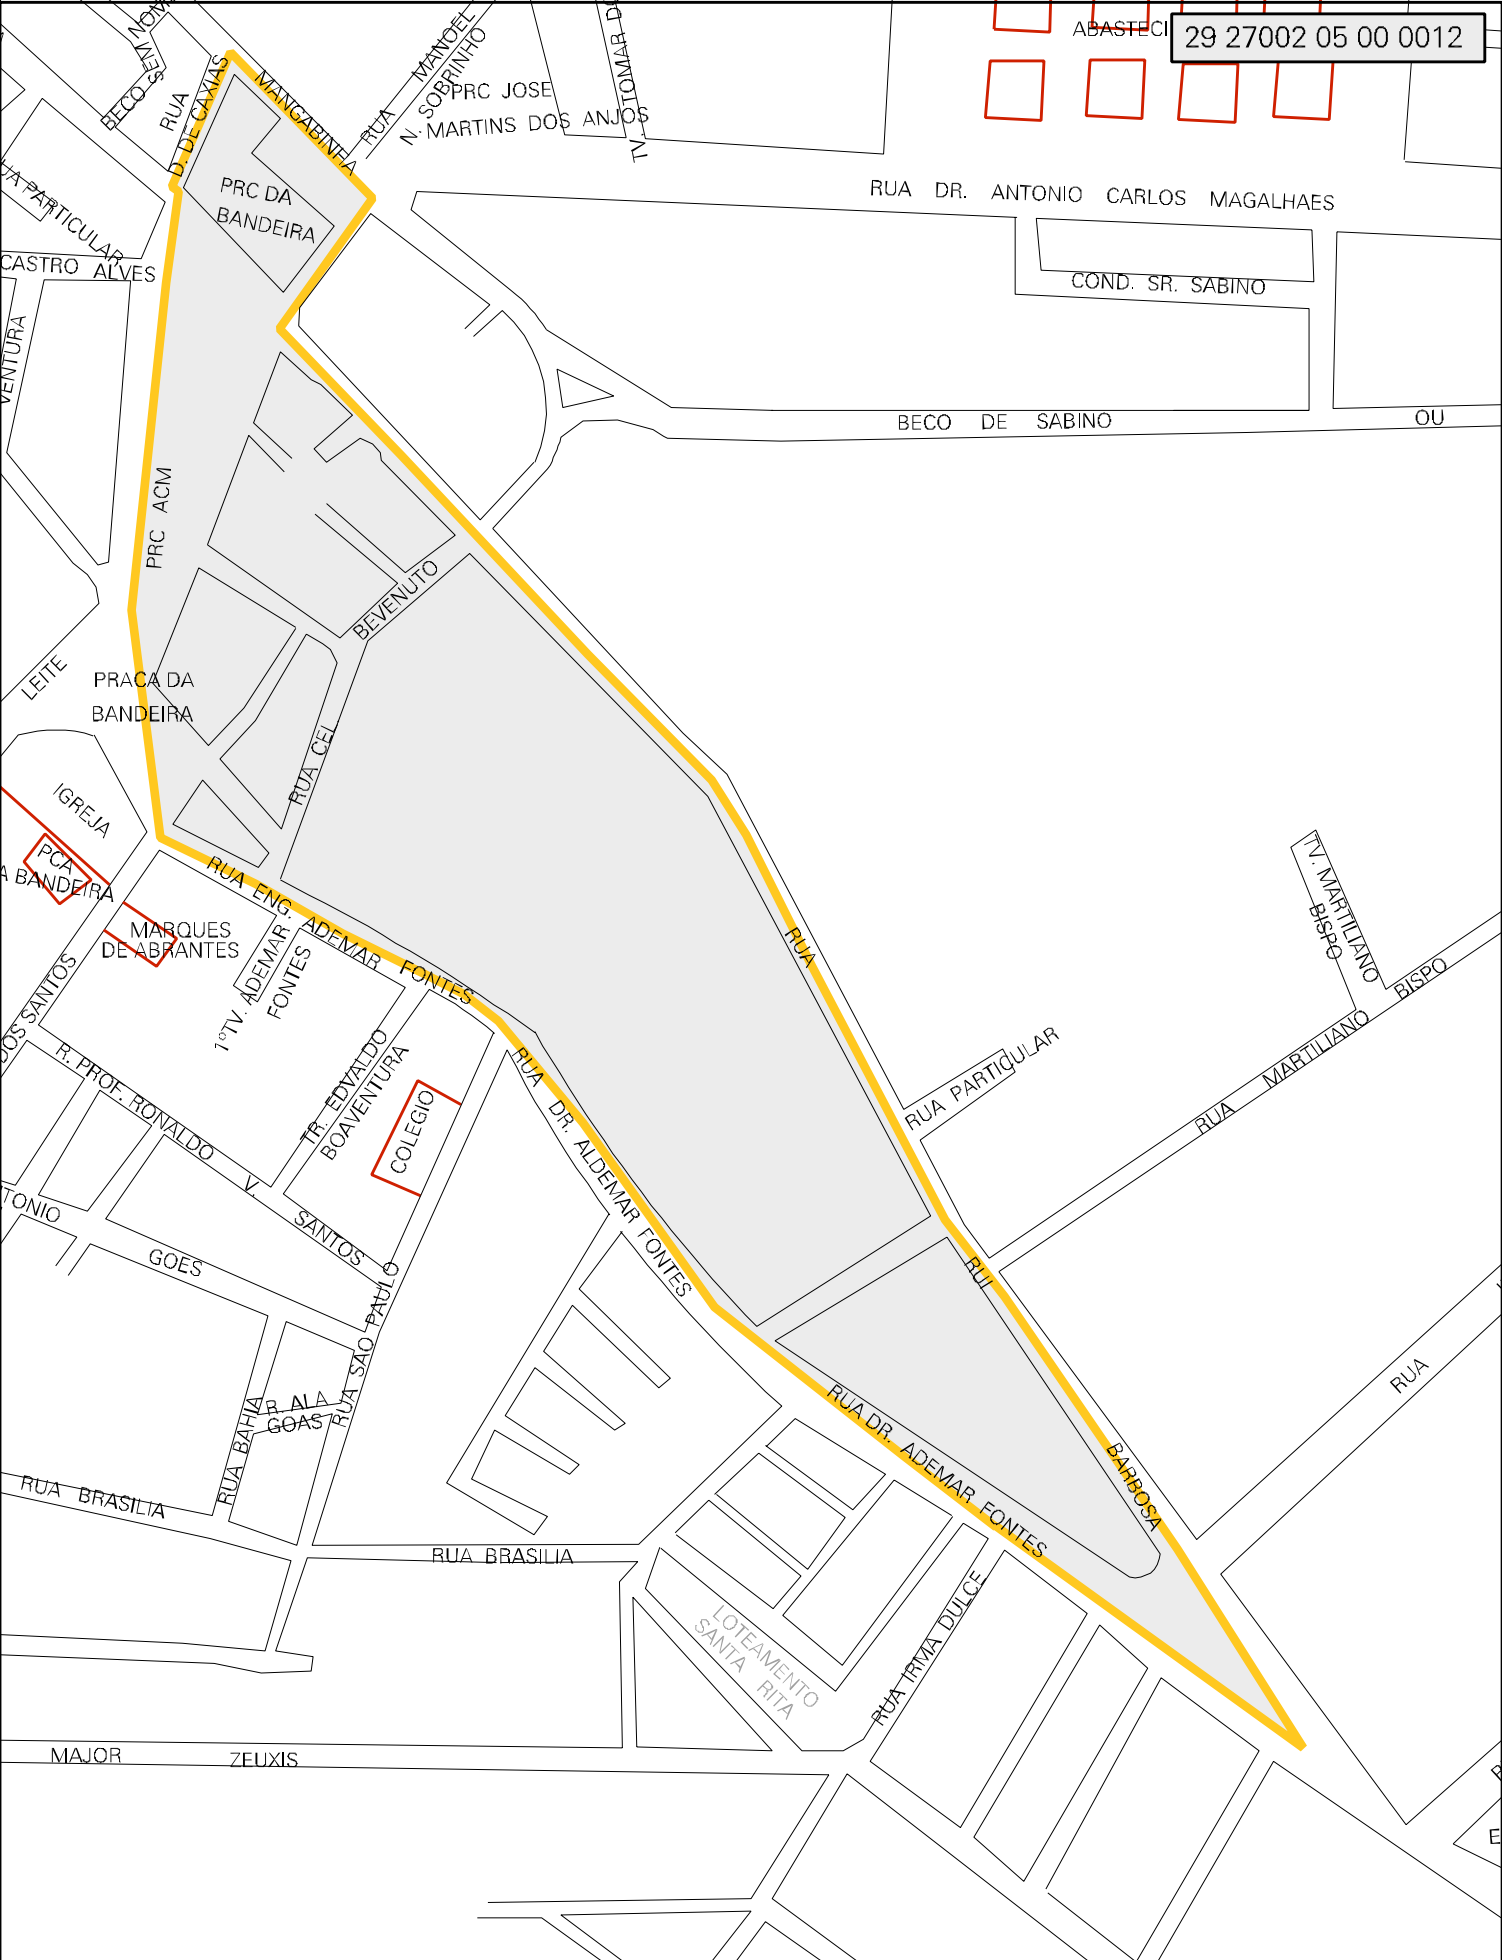 29 27002 05 00 0012
ABASTECI
BECO SEM NOM
RUA
D. DE CAXIAS
MANGABINHA
RUA MANOEL
N. SOBRINHO
PRC JOSE
MARTINS DOS ANJOS
TV. TOMAR D
PRC DA
BANDEIRA
RUA DR. ANTONIO CARLOS MAGALHAES
UA PARTICULAR
CASTRO ALVES
COND. SR. SABINO
VENTURA
BECO DE SABINO OU
PRC ACM
BEVENUTO
LEITE
PRACA DA
BANDEIRA
RUA CEL.
IGREJA
PCA
A BANDEIRA
MARQUES
DE ABRANTES
RUA ENG. ADEMAR FONTES
1º TV. ADEMAR
FONTES
DOS SANTOS
R. PROF. RONALDO V. SANTOS
TR. EDVALDO
BOAVENTURA
COLEGIO
RUA DR. ALDEMAR FONTES
RUA RUI BARBOSA
RUA PARTICULAR
TV. MARTILIANO
BISPO
RUA MARTILIANO BISPO
TONIO GOES
RUA SAO PAULO
RUA BAHIA
R. ALA
GOAS
RUA BRASILIA
RUA BRASILIA
RUA DR. ADEMAR FONTES
RUA
LOTEAMENTO
SANTA RITA
RUA IRMA DULCE
MAJOR ZEUXIS
E